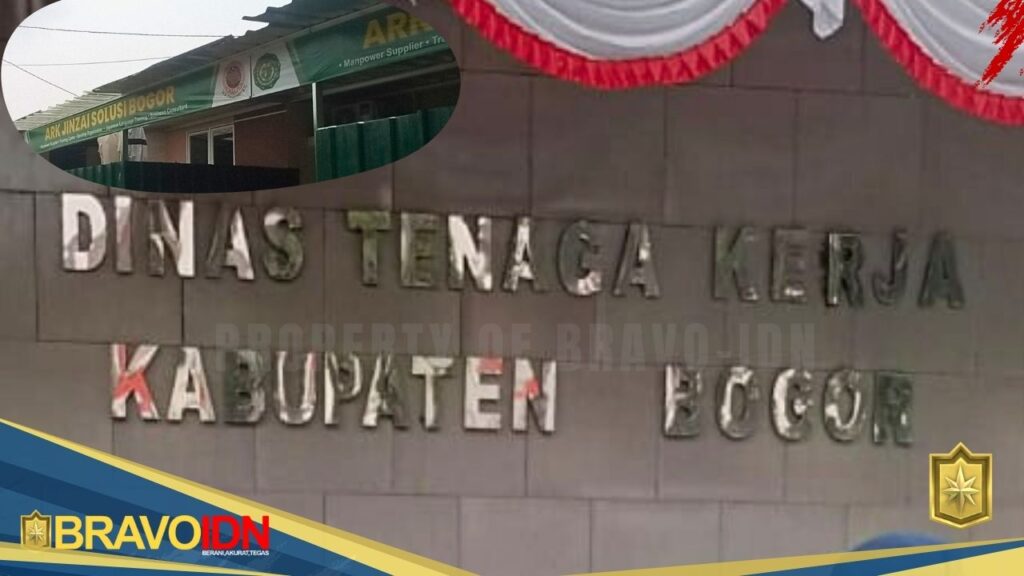 ARK
• Manpower Supplier •
ARK JINZAI SOLUSI BOGOR
DINAS TENAGA KERJA
KABUPATEN BOGOR
PROPERTY OF BRAVO-IDN
BRAVOIDN
BERANI,AKURAT,TEGAS